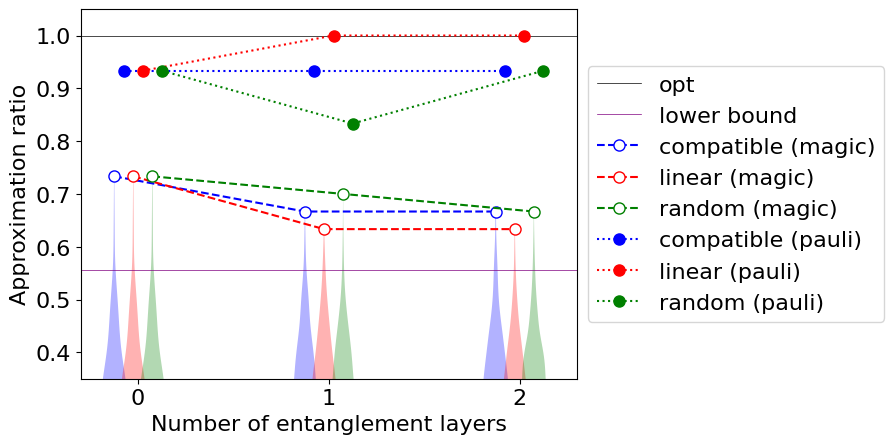 1.0
0.9
0.8
0.7
0.6
0.5
0.4
Approximation ratio
0 1 2
Number of entanglement layers
opt
lower bound
compatible (magic)
linear (magic)
random (magic)
compatible (pauli)
linear (pauli)
random (pauli)